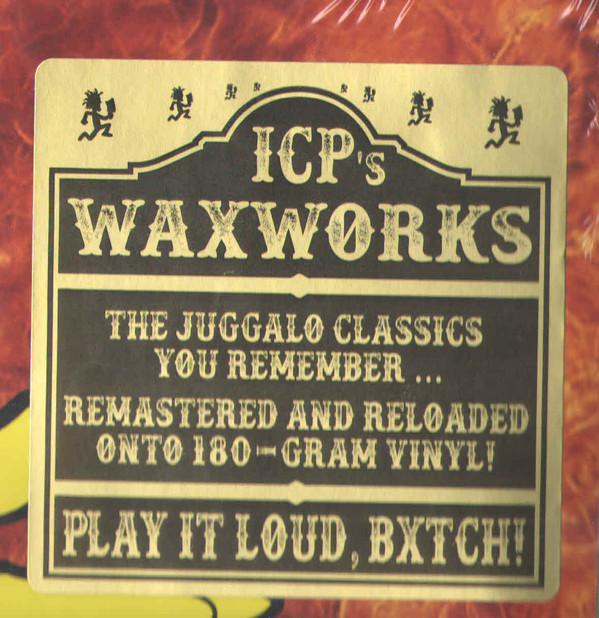 ICP's
WAXWORKS
THE JUGGALO CLASSICS
YOU REMEMBER ...
REMASTERED AND RELOADED
ONTO 180-GRAM VINYL!
PLAY IT LOUD, BXTCH!